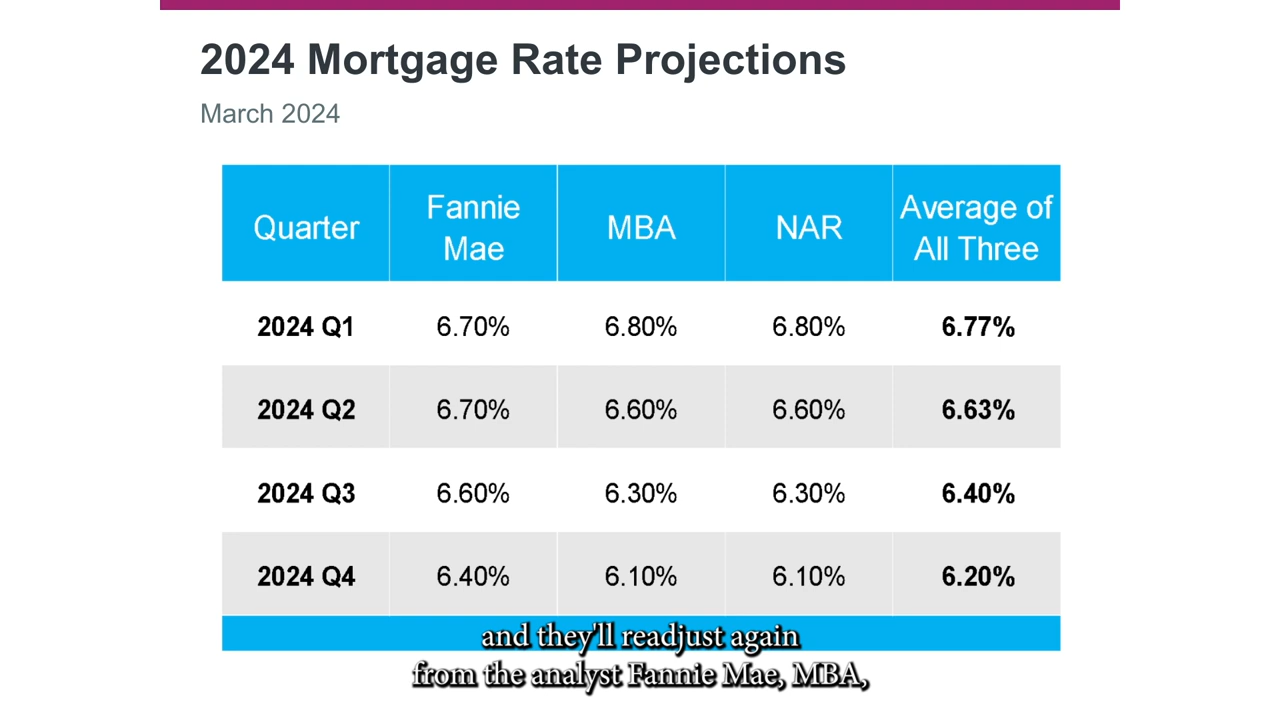 2024 Mortgage Rate Projections
March 2024
Quarter Fannie Mae MBA NAR Average of All Three
2024 Q1 6.70% 6.80% 6.80% 6.77%
2024 Q2 6.70% 6.60% 6.60% 6.63%
2024 Q3 6.60% 6.30% 6.30% 6.40%
2024 Q4 6.40% 6.10% 6.10% 6.20%
and they'll readjust again
from the analyst Fannie Mae, MBA,